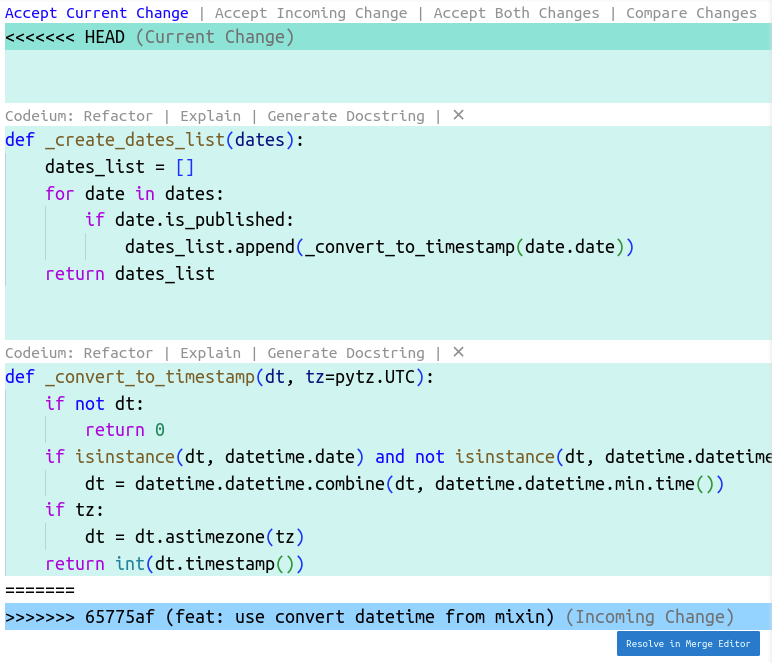 Accept Current Change | Accept Incoming Change | Accept Both Changes | Compare Changes
<<<<<<< HEAD (Current Change)
Codeium: Refactor | Explain | Generate Docstring | ✕
def _create_dates_list(dates):
    dates_list = []
    for date in dates:
        if date.is_published:
            dates_list.append(_convert_to_timestamp(date.date))
    return dates_list
Codeium: Refactor | Explain | Generate Docstring | ✕
def _convert_to_timestamp(dt, tz=pytz.UTC):
    if not dt:
        return 0
    if isinstance(dt, datetime.date) and not isinstance(dt, datetime.datetime
        dt = datetime.datetime.combine(dt, datetime.datetime.min.time())
    if tz:
        dt = dt.astimezone(tz)
    return int(dt.timestamp())
=======
>>>>>>> 65775af (feat: use convert datetime from mixin) (Incoming Change)
Resolve in Merge Editor